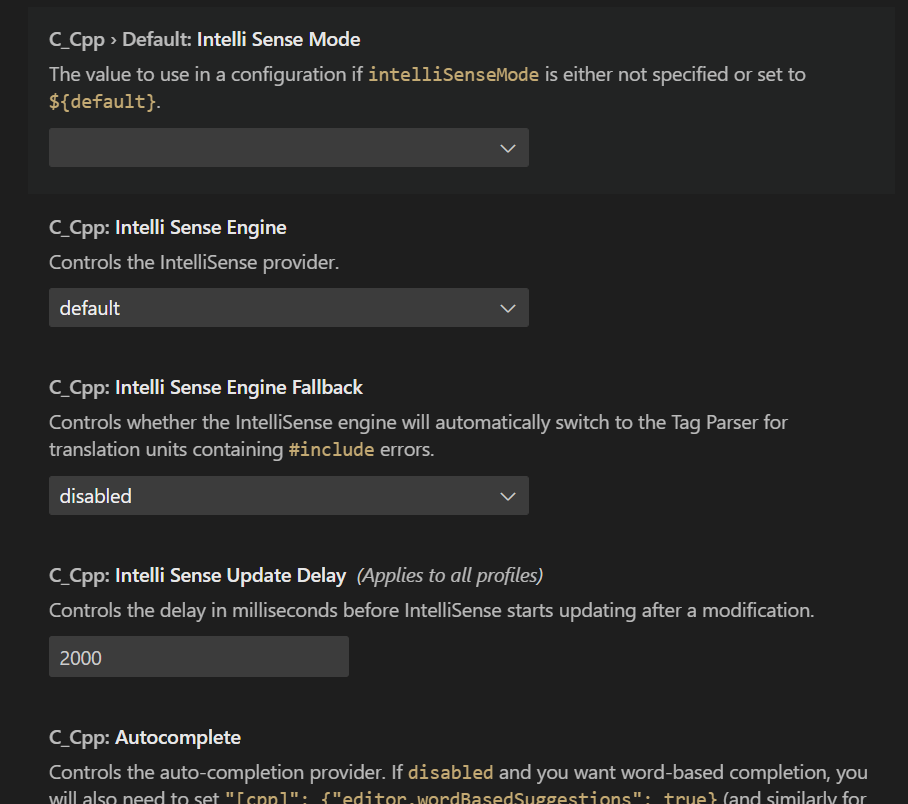 C_Cpp › Default: Intelli Sense Mode
The value to use in a configuration if intelliSenseMode is either not specified or set to
${default}.
C_Cpp: Intelli Sense Engine
Controls the IntelliSense provider.
default
C_Cpp: Intelli Sense Engine Fallback
Controls whether the IntelliSense engine will automatically switch to the Tag Parser for
translation units containing #include errors.
disabled
C_Cpp: Intelli Sense Update Delay (Applies to all profiles)
Controls the delay in milliseconds before IntelliSense starts updating after a modification.
2000
C_Cpp: Autocomplete
Controls the auto-completion provider. If disabled and you want word-based completion, you
will also need to set "[cpp]": {"editor.wordBasedSuggestions": true} (and similarly for